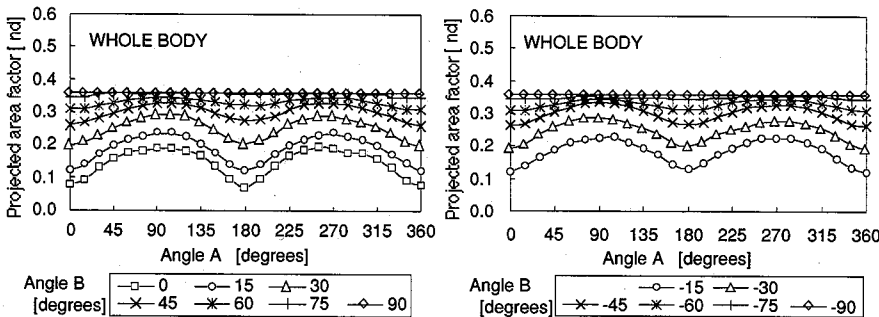 Projected area factor [ nd]
0.6
0.5
0.4
0.3
0.2
0.1
0.0
WHOLE BODY
0 45 90 135 180 225 270 315 360
Angle A [degrees]
Angle B
[degrees]
0 15 30
45 60 75 90
Projected area factor [ nd]
0.6
0.5
0.4
0.3
0.2
0.1
0.0
WHOLE BODY
0 45 90 135 180 225 270 315 360
Angle A [degrees]
Angle B
[degrees]
-15 -30
-45 -60 -75 -90